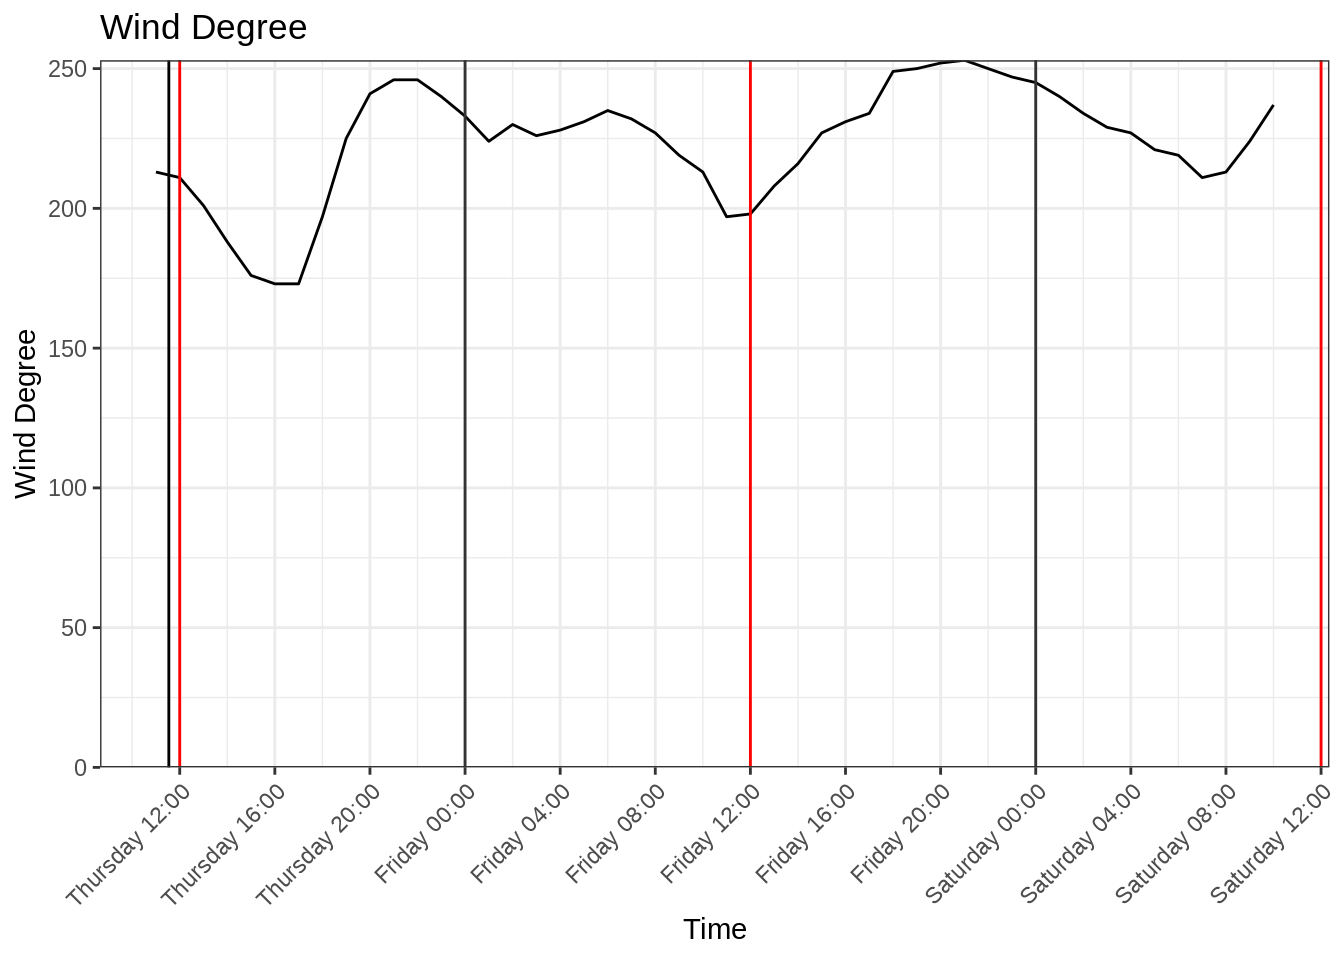 Wind Degree
250
200
150
100
50
0
Wind Degree
Thursday 12:00
Thursday 16:00
Thursday 20:00
Friday 00:00
Friday 04:00
Friday 08:00
Friday 12:00
Friday 16:00
Friday 20:00
Saturday 00:00
Saturday 04:00
Saturday 08:00
Saturday 12:00
Time